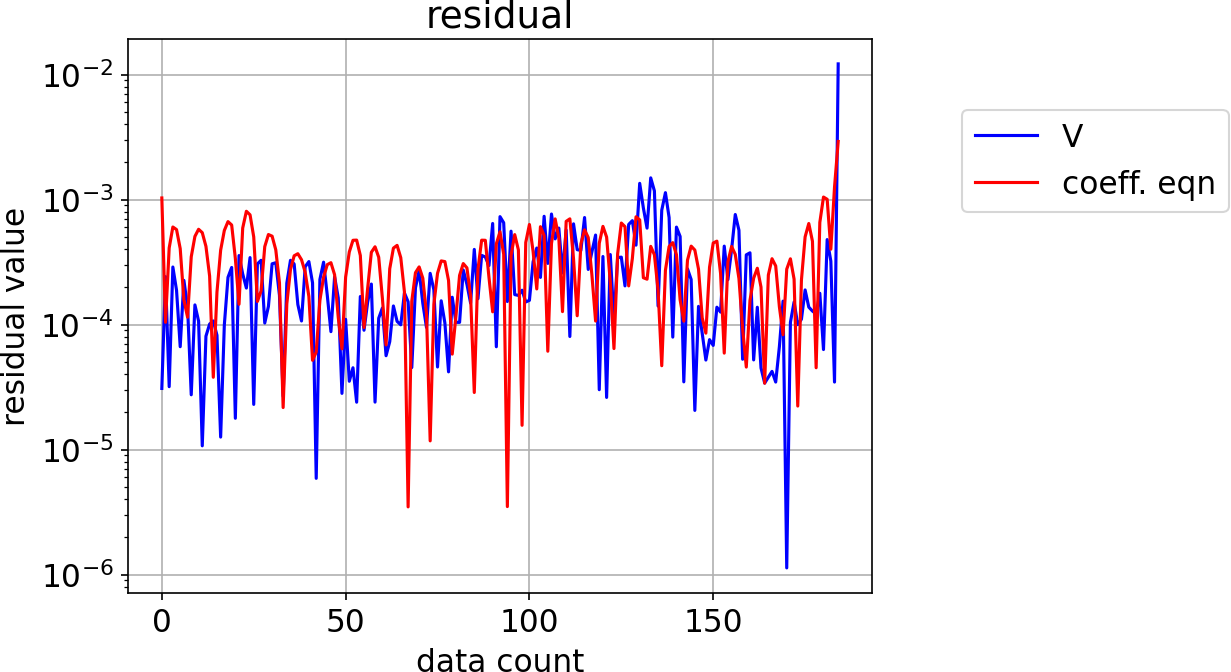 residual
10⁻²
10⁻³
10⁻⁴
10⁻⁵
10⁻⁶
residual value
0 50 100 150
data count
V
coeff. eqn